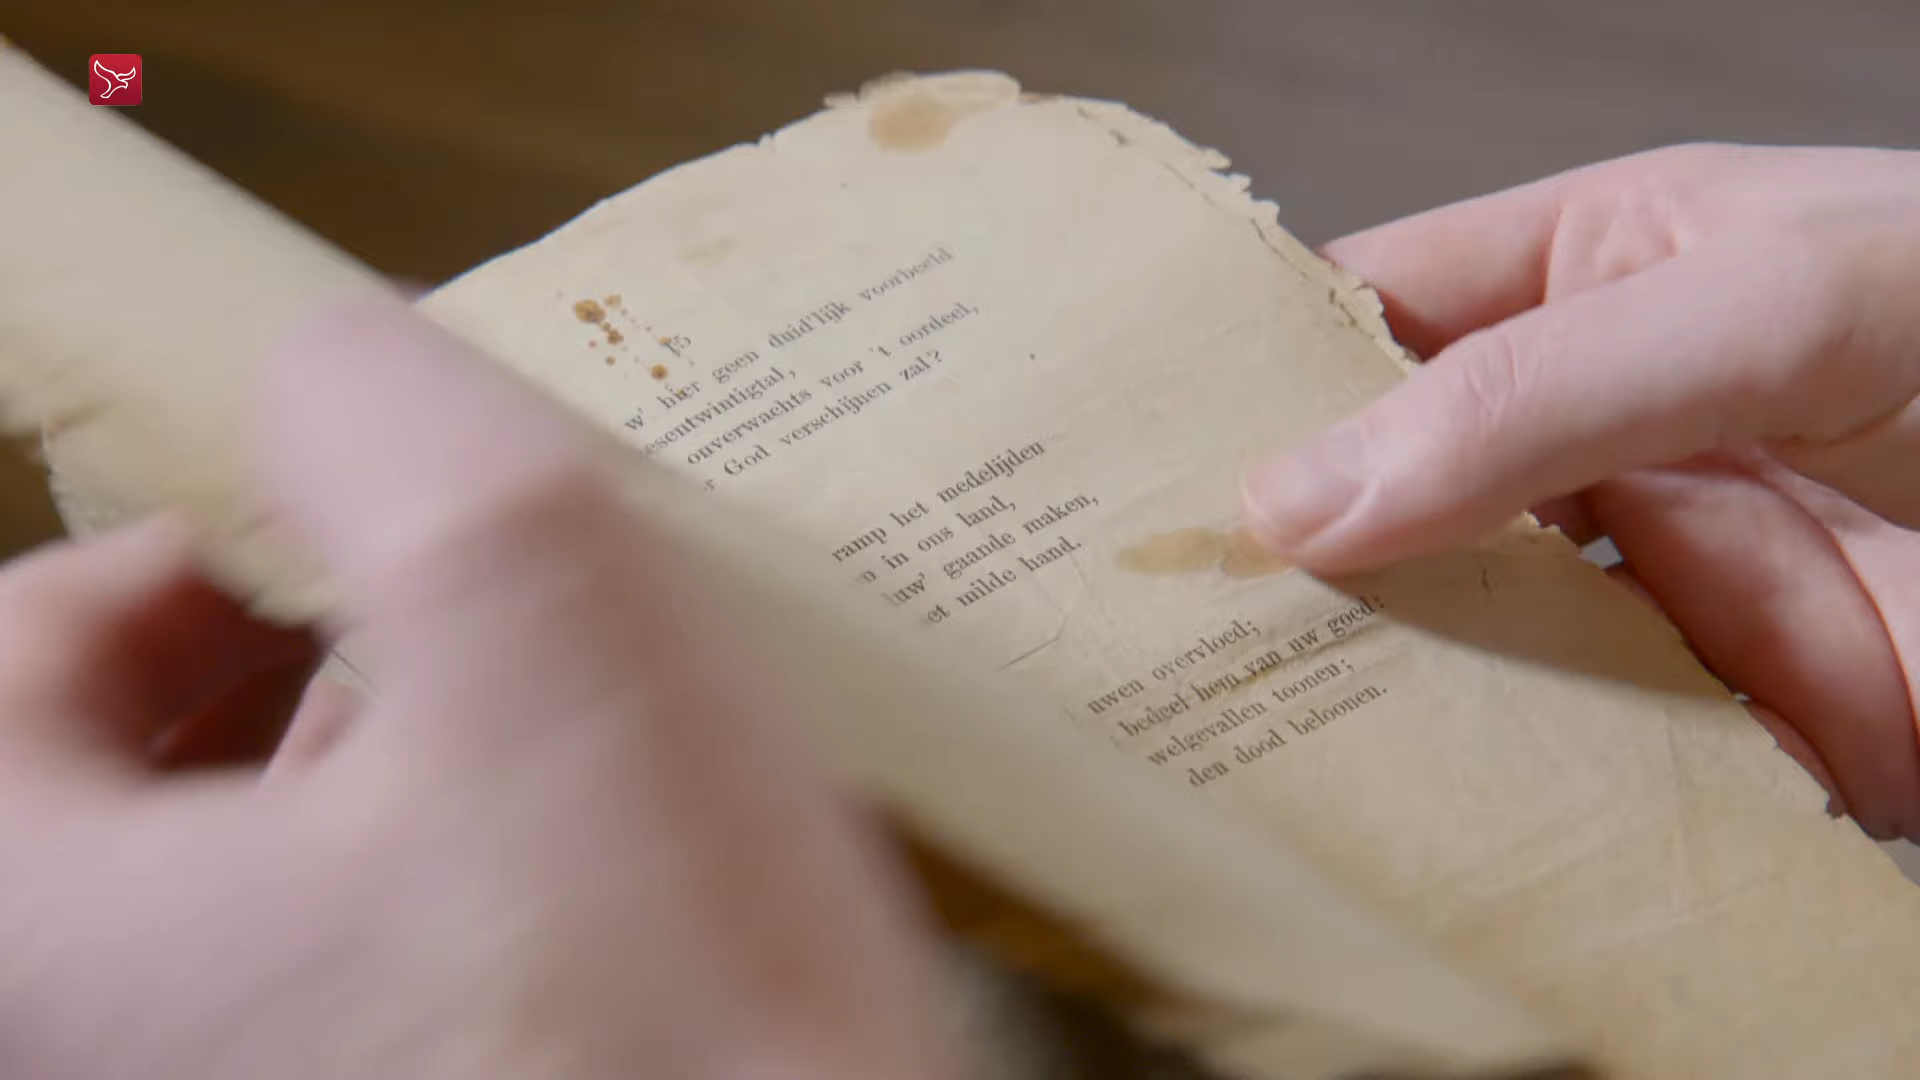 15
w' hier geen duid'lijk voorbeeld
esentwintigtal,
onverwachts voor 't oordeel,
r God verschijnen zal?
ramp het medelijden
n in ons land,
uw' gaande maken,
et milde hand.
uwen overvloed;
bedeel hem van uw goed:
welgevallen toonen;
den dood beloonen.